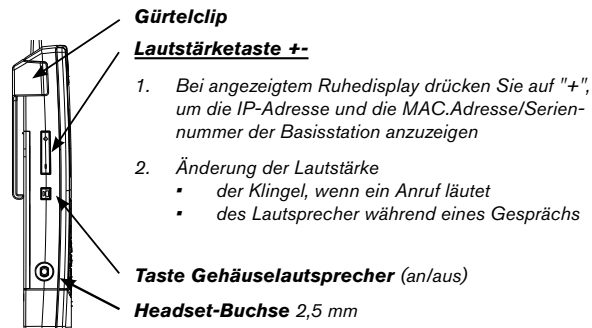 Gürtelclip
Lautstärketaste +-
1. Bei angezeigtem Ruhedisplay drücken Sie auf "+",
um die IP-Adresse und die MAC.Adresse/Serien-
nummer der Basisstation anzuzeigen
2. Änderung der Lautstärke
▪ der Klingel, wenn ein Anruf läutet
▪ des Lautsprecher während eines Gesprächs
Taste Gehäuselautsprecher (an/aus)
Headset-Buchse 2,5 mm